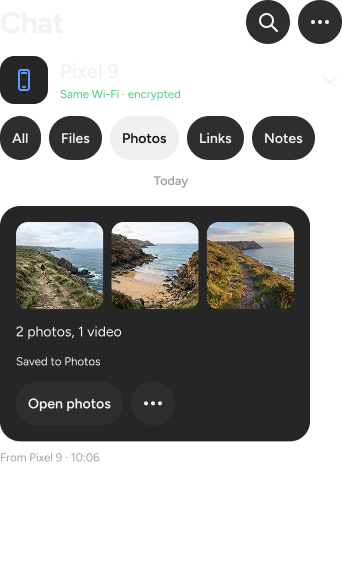 Chat
Pixel 9
Same Wi-Fi · encrypted
All Files Photos Links Notes
Today
2 photos, 1 video
Saved to Photos
Open photos
From Pixel 9 · 10:06